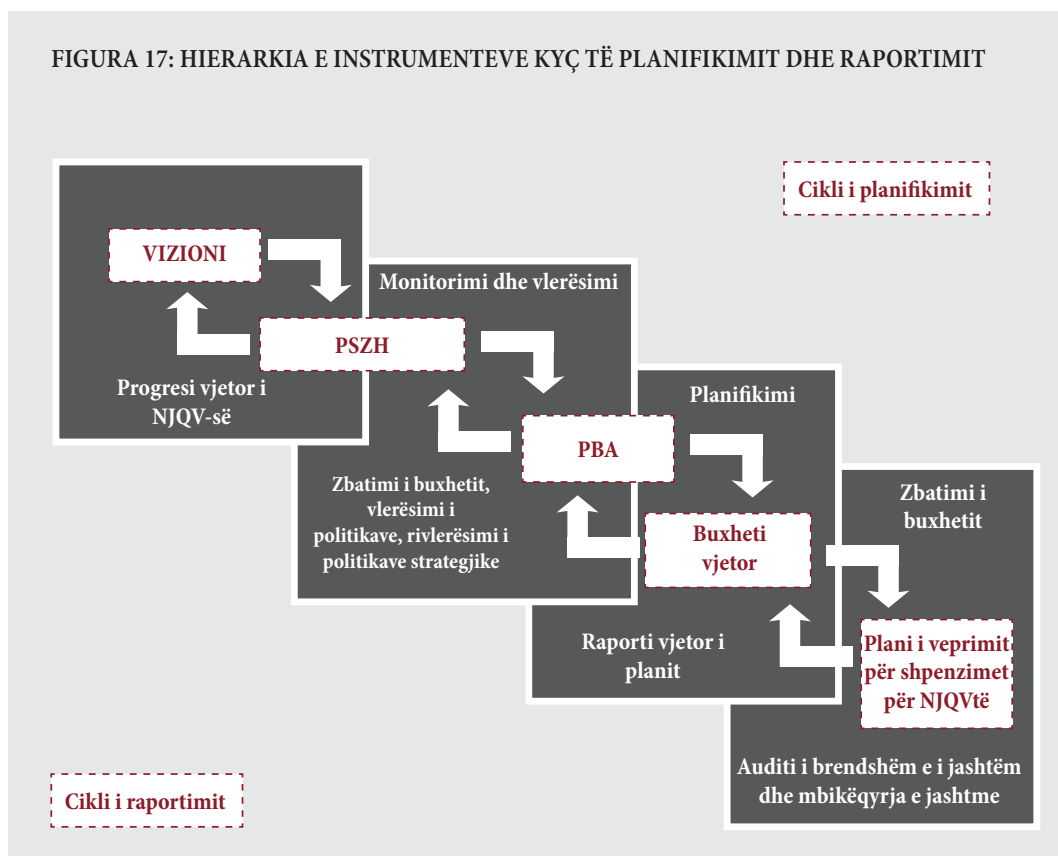 FIGURA 17: HIERARKIA E INSTRUMENTEVE KYÇ TË PLANIFIKIMIT DHE RAPORTIMIT
Cikli i planifikimit
VIZIONI
Monitorimi dhe vlerësimi
PSZH
Progresi vjetor i
NJQV-së
Planifikimi
PBA
Zbatimi i buxhetit,
vlerësimi i
politikave, rivlerësimi i
politikave strategjike
Zbatimi i
buxhetit
Buxheti
vjetor
Raporti vjetor i
planit
Plani i veprimit
për shpenzimet
për NJQVtë
Auditi i brendshëm e i jashtëm
dhe mbikëqyrja e jashtme
Cikli i raportimit